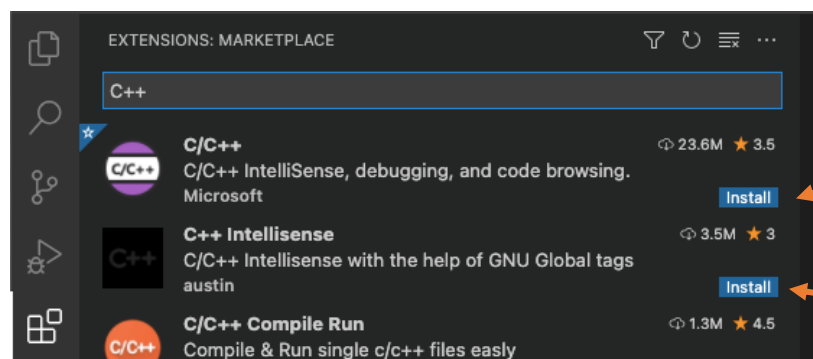 EXTENSIONS: MARKETPLACE
C++
C/C++
C/C++ 23.6M 3.5
C/C++ IntelliSense, debugging, and code browsing.
Microsoft
Install
C++
C++ Intellisense 3.5M 3
C/C++ Intellisense with the help of GNU Global tags
austin
Install
C/C++
C/C++ Compile Run 1.3M 4.5
Compile & Run single c/c++ files easly